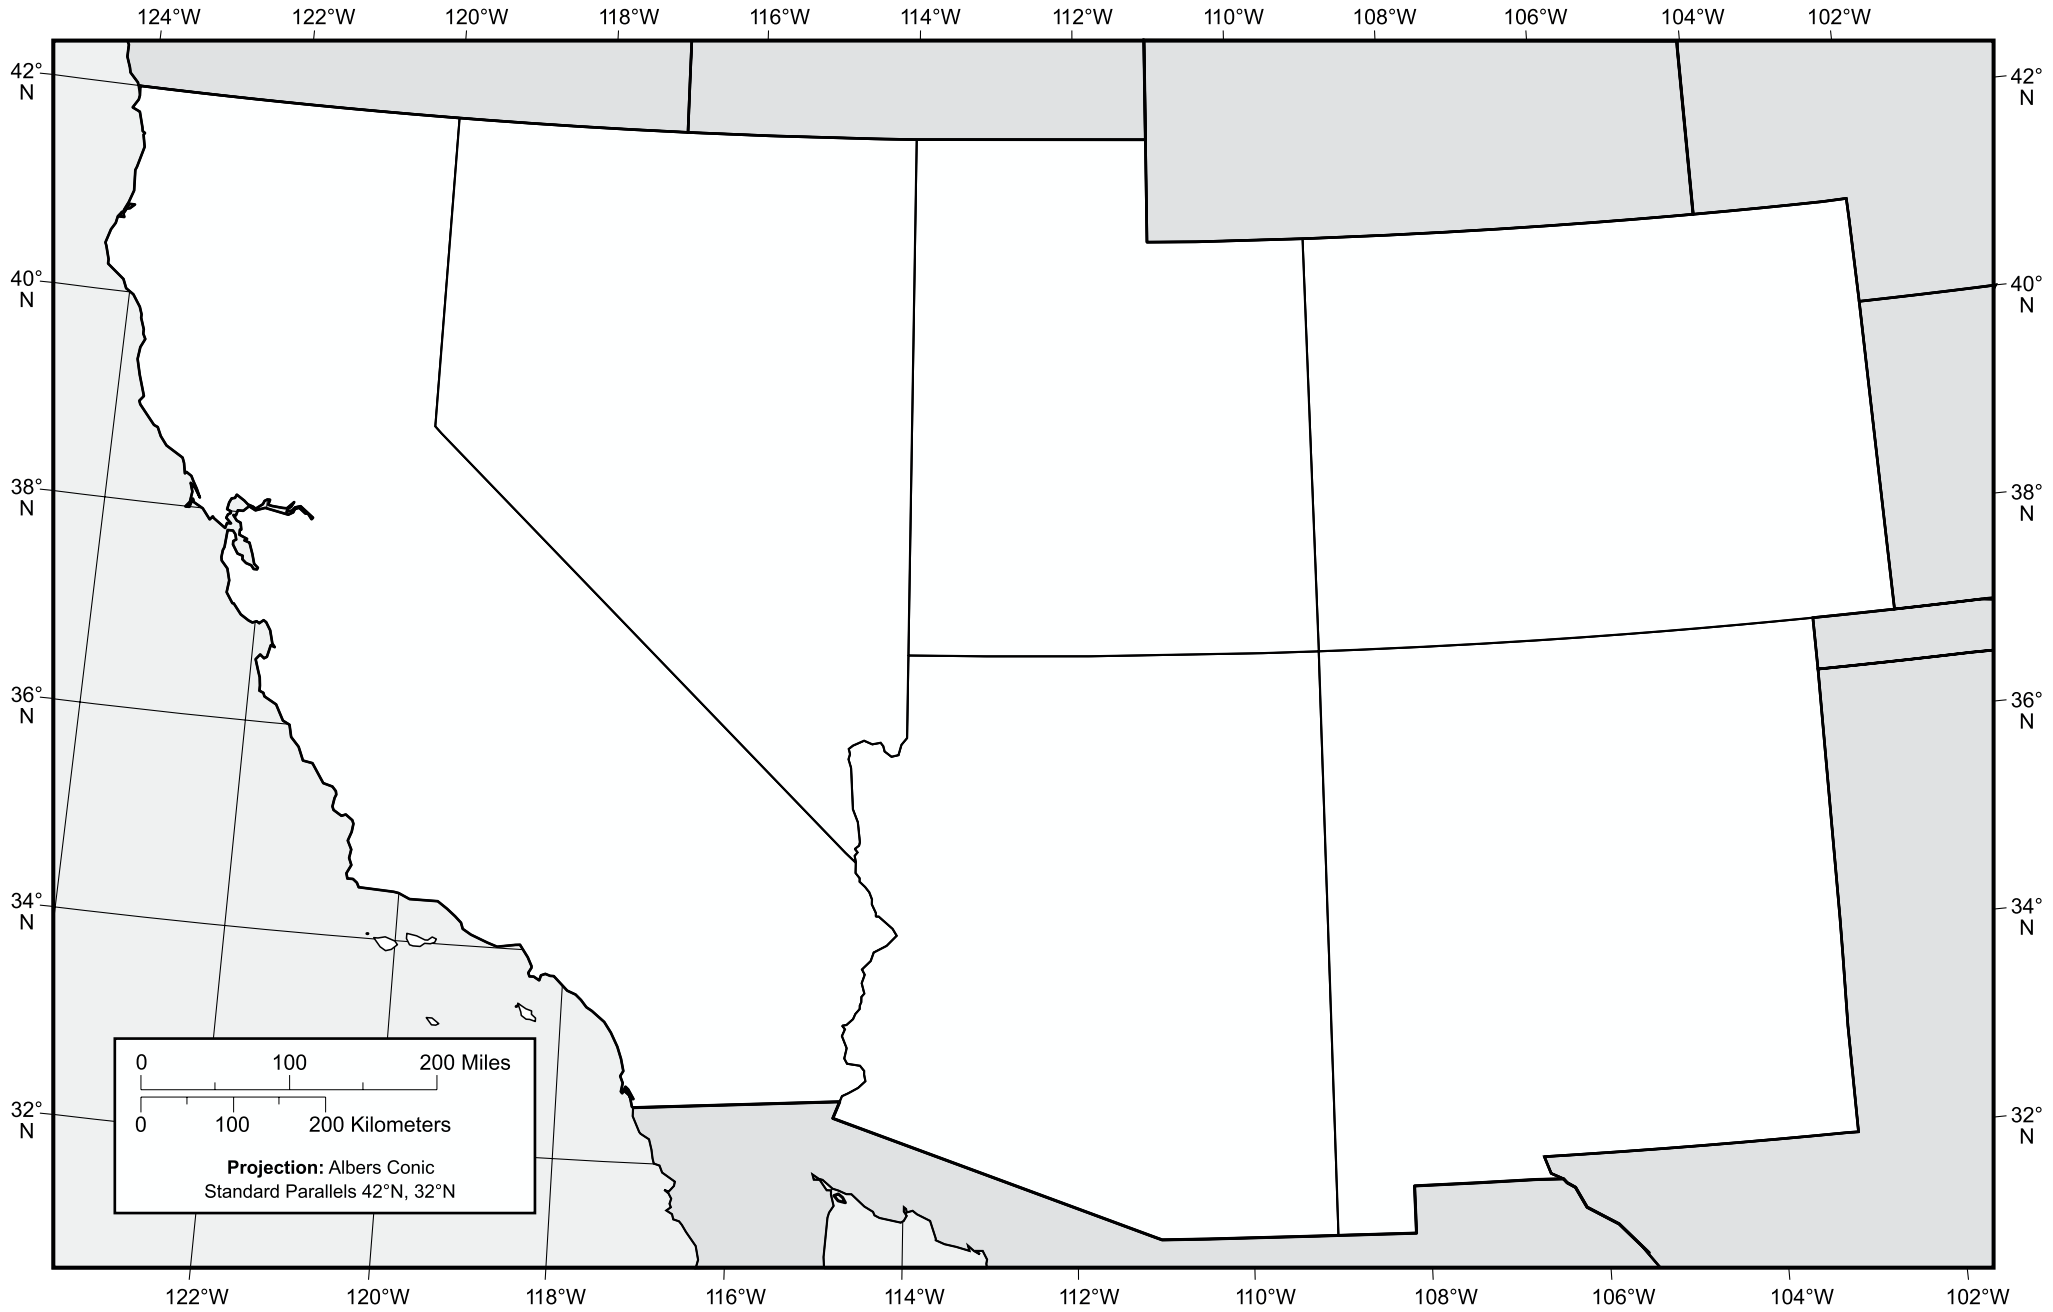 124°W 122°W 120°W 118°W 116°W 114°W 112°W 110°W 108°W 106°W 104°W 102°W
42° 42°
N N
40° 40°
N N
38° 38°
N N
36° 36°
N N
34° 34°
N N
0 100 200 Miles
32° 32°
N N
0 100 200 Kilometers
Projection: Albers Conic
Standard Parallels 42°N, 32°N
122°W 120°W 118°W 116°W 114°W 112°W 110°W 108°W 106°W 104°W 102°W